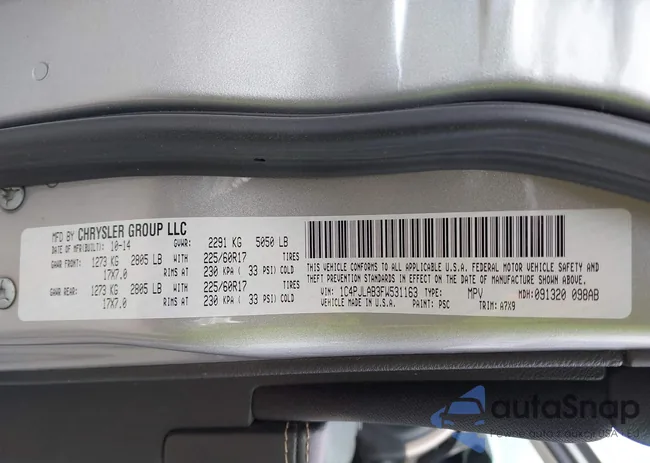 MFD BY CHRYSLER GROUP LLC
DATE OF MFR(BUILT): 10-14 GVWR: 2291 KG 5050 LB
GAWR FRONT: 1273 KG 2805 LB WITH 225/60R17 TIRES
17X7.0 RIMS AT 230 KPA ( 33 PSI) COLD
GAWR REAR: 1273 KG 2805 LB WITH 225/60R17 TIRES
17X7.0 RIMS AT 230 KPA ( 33 PSI) COLD
THIS VEHICLE CONFORMS TO ALL APPLICABLE U.S.A. FEDERAL MOTOR VEHICLE SAFETY AND
THEFT PREVENTION STANDARDS IN EFFECT ON THE DATE OF MANUFACTURE SHOWN ABOVE.
VIN: 1C4PJLAB3FW531163 TYPE: MPV MDH: 091320 098AB
VEHICLE MADE IN U.S.A. PAINT: PSC TRIM: A7X9
autoSnap